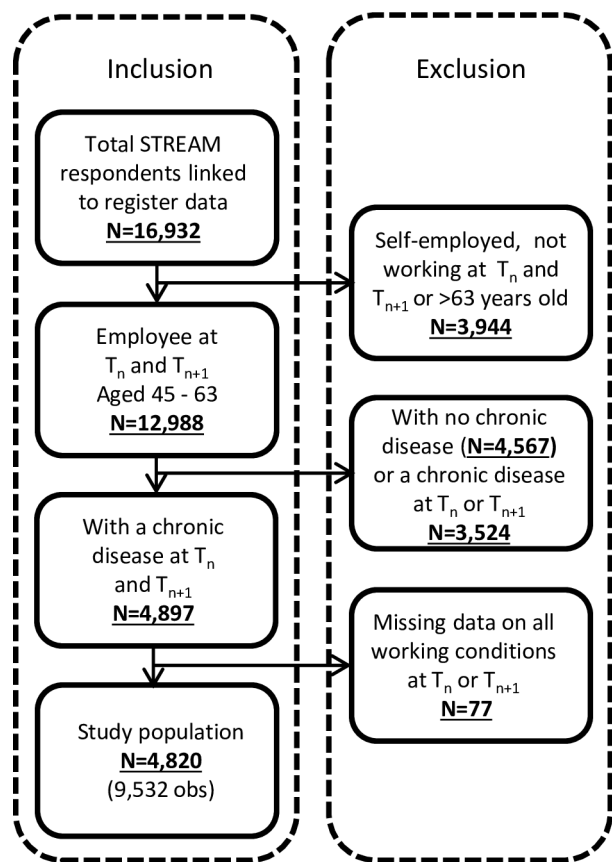 Inclusion
Total STREAM
respondents linked
to register data
N=16,932
Employee at
Tn and Tn+1
Aged 45 - 63
N=12,988
With a chronic
disease at Tn
and Tn+1
N=4,897
Study population
N=4,820
(9,532 obs)
Exclusion
Self-employed, not
working at Tn and
Tn+1 or >63 years old
N=3,944
With no chronic
disease (N=4,567)
or a chronic disease
at Tn or Tn+1
N=3,524
Missing data on all
working conditions
at Tn or Tn+1
N=77